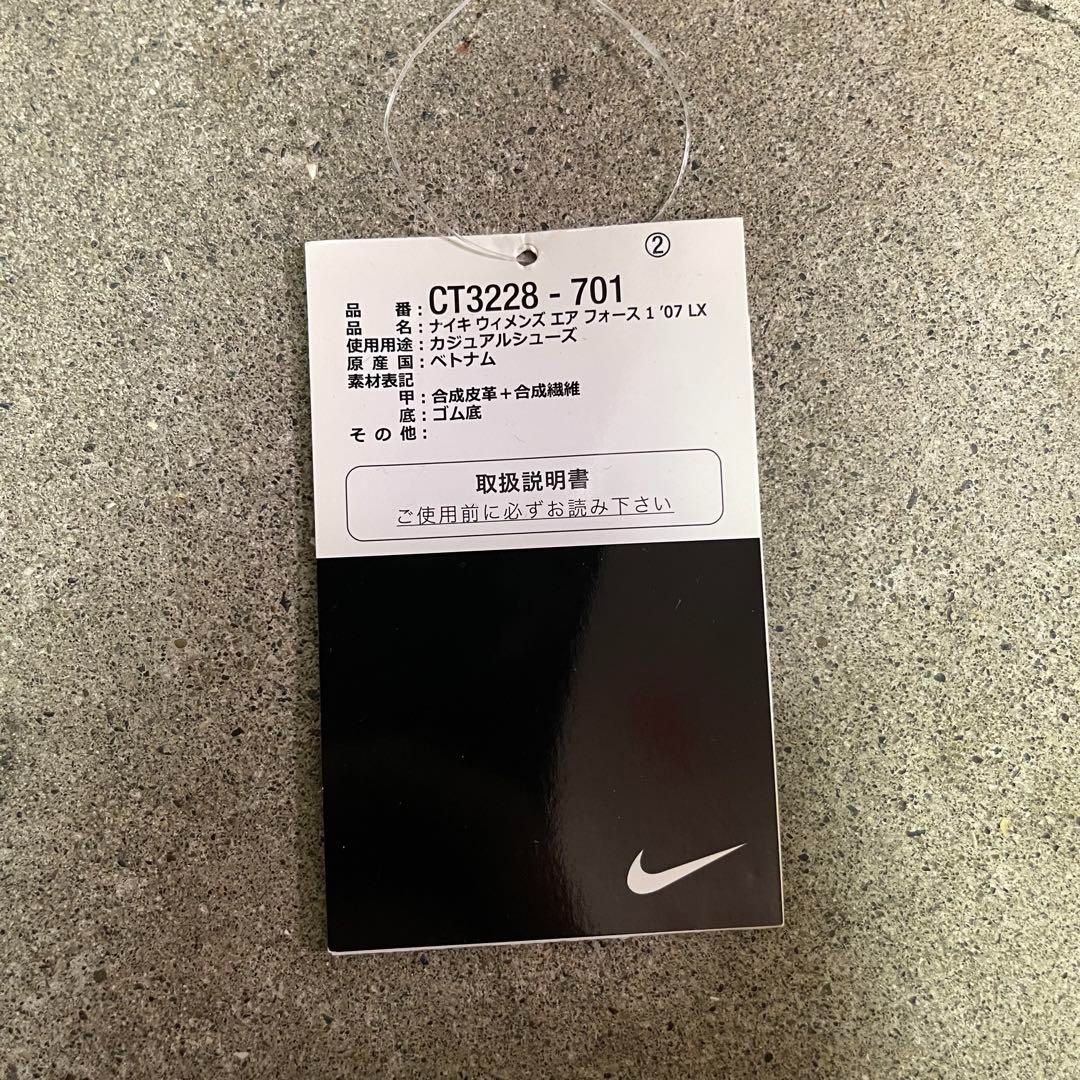 ②
品 番 : CT3228 - 701
品 名 : ナイキ ウィメンズ エア フォース 1 '07 LX
使用用途 : カジュアルシューズ
原 産 国 : ベトナム
素材表記
甲 : 合成皮革＋合成繊維
底 : ゴム底
そ の 他 :
取扱説明書
ご使用前に必ずお読み下さい